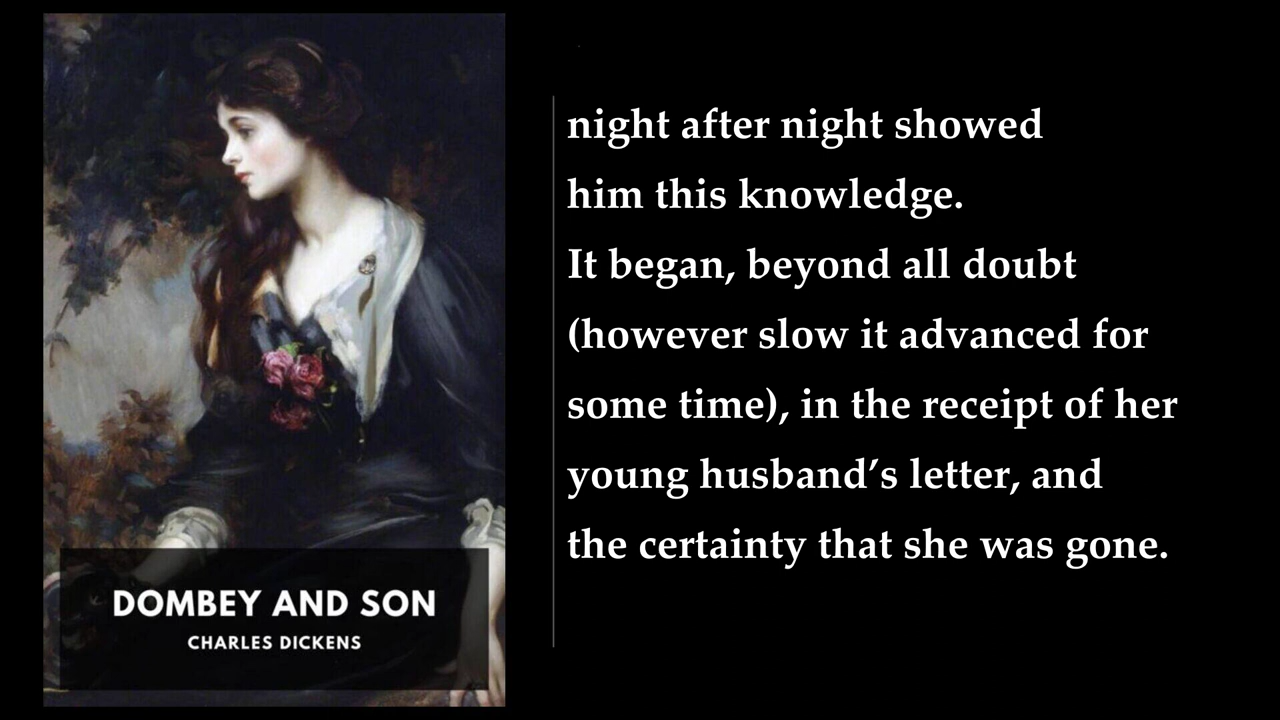 DOMBEY AND SON
CHARLES DICKENS
night after night showed
him this knowledge.
It began, beyond all doubt
(however slow it advanced for
some time), in the receipt of her
young husband’s letter, and
the certainty that she was gone.